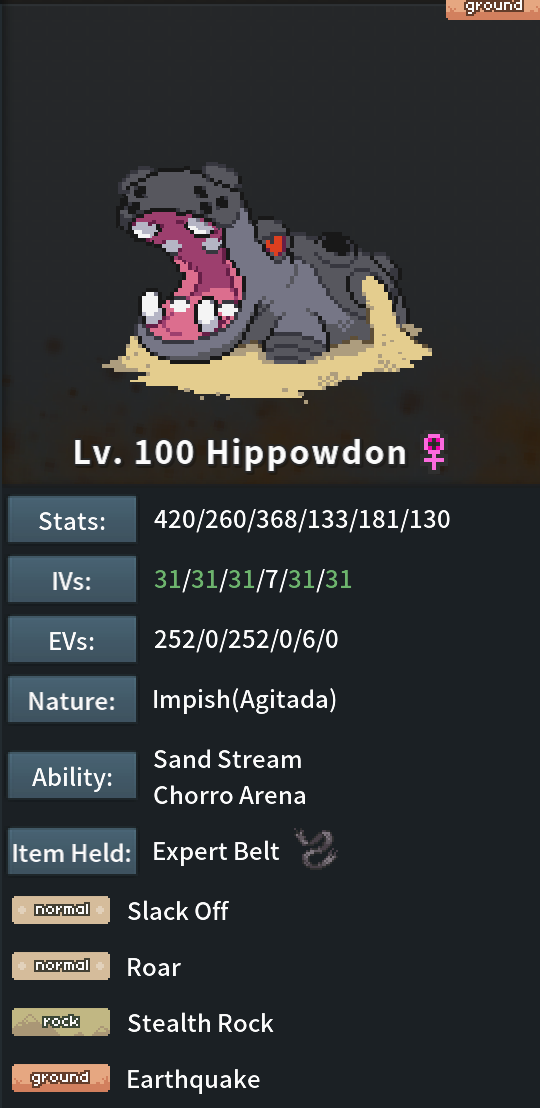 ground
Lv. 100 Hippowdon ♀
Stats: 420/260/368/133/181/130
IVs: 31/31/31/7/31/31
EVs: 252/0/252/0/6/0
Nature: Impish(Agitada)
Ability: Sand Stream
Chorro Arena
Item Held: Expert Belt
normal Slack Off
normal Roar
rock Stealth Rock
ground Earthquake